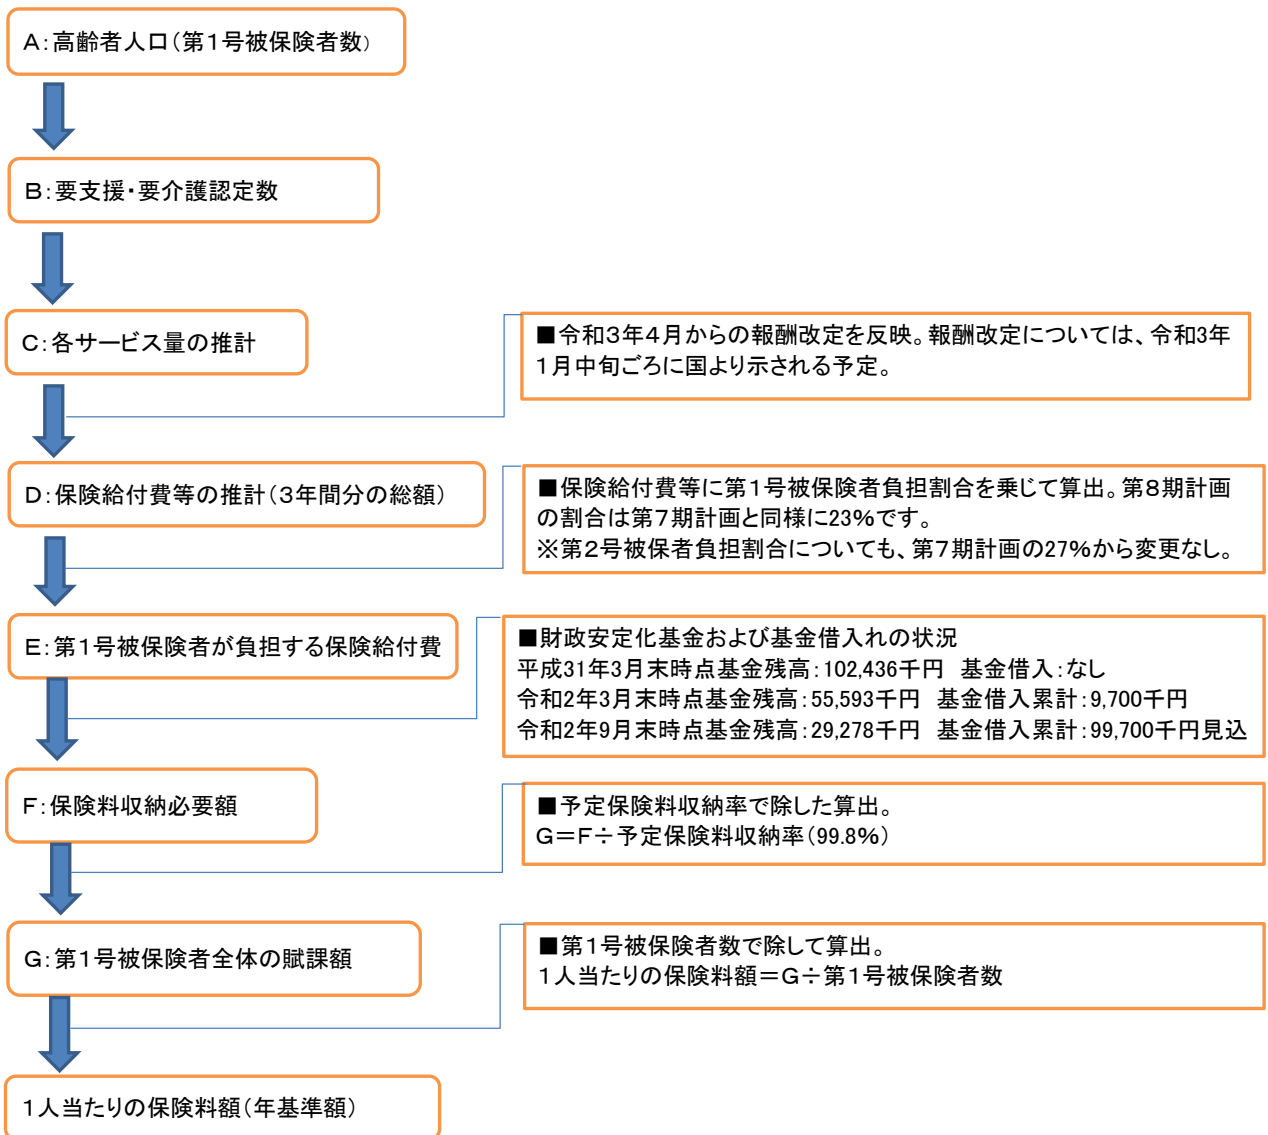 A:高齢者人口(第1号被保険者数)
B:要支援・要介護認定数
C:各サービス量の推計
■令和3年4月からの報酬改定を反映。報酬改定については、令和3年
1月中旬ごろに国より示される予定。
D:保険給付費等の推計(3年間分の総額)
■保険給付費等に第1号被保険者負担割合を乗じて算出。第8期計画
の割合は第7期計画と同様に23%です。
※第2号被保者負担割合についても、第7期計画の27%から変更なし。
E:第1号被保険者が負担する保険給付費
■財政安定化基金および基金借入れの状況
平成31年3月末時点基金残高:102,436千円 基金借入:なし
令和2年3月末時点基金残高:55,593千円 基金借入累計:9,700千円
令和2年9月末時点基金残高:29,278千円 基金借入累計:99,700千円見込
F:保険料収納必要額
■予定保険料収納率で除した算出。
G=F÷予定保険料収納率(99.8%)
G:第1号被保険者全体の賦課額
■第1号被保険者数で除して算出。
1人当たりの保険料額=G÷第1号被保険者数
1人当たりの保険料額(年基準額)